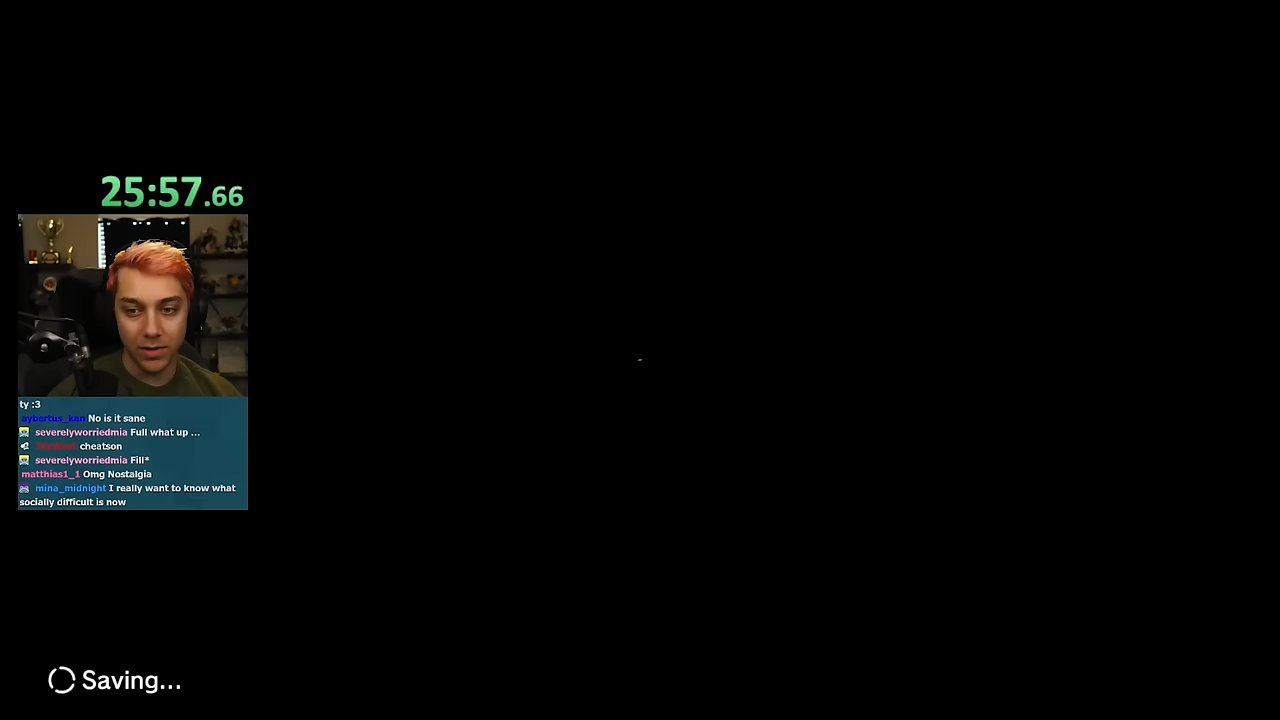 25:57.66
ty :3
aybertus_kan No is it sane
severelyworriedmia Full what up ...
cheatson
severelyworriedmia Fill*
matthias1_1 Omg Nostalgia
mina_midnight I really want to know what
socially difficult is now
Saving...